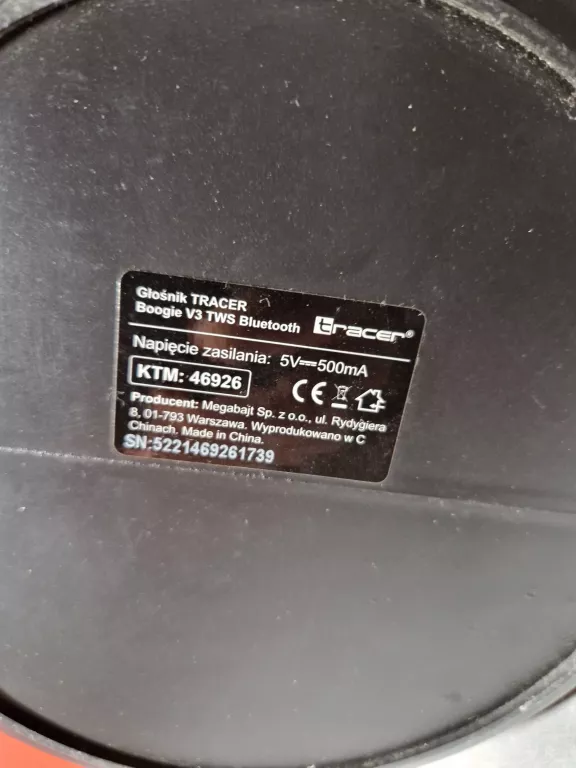 Głośnik TRACER
Boogie V3 TWS Bluetooth
tracer®
Napięcie zasilania: 5V⎓500mA
KTM: 46926
CE
Producent: Megabajt Sp. z o.o., ul. Rydygiera
8, 01-793 Warszawa. Wyprodukowano w C
Chinach. Made in China.
SN:5221469261739